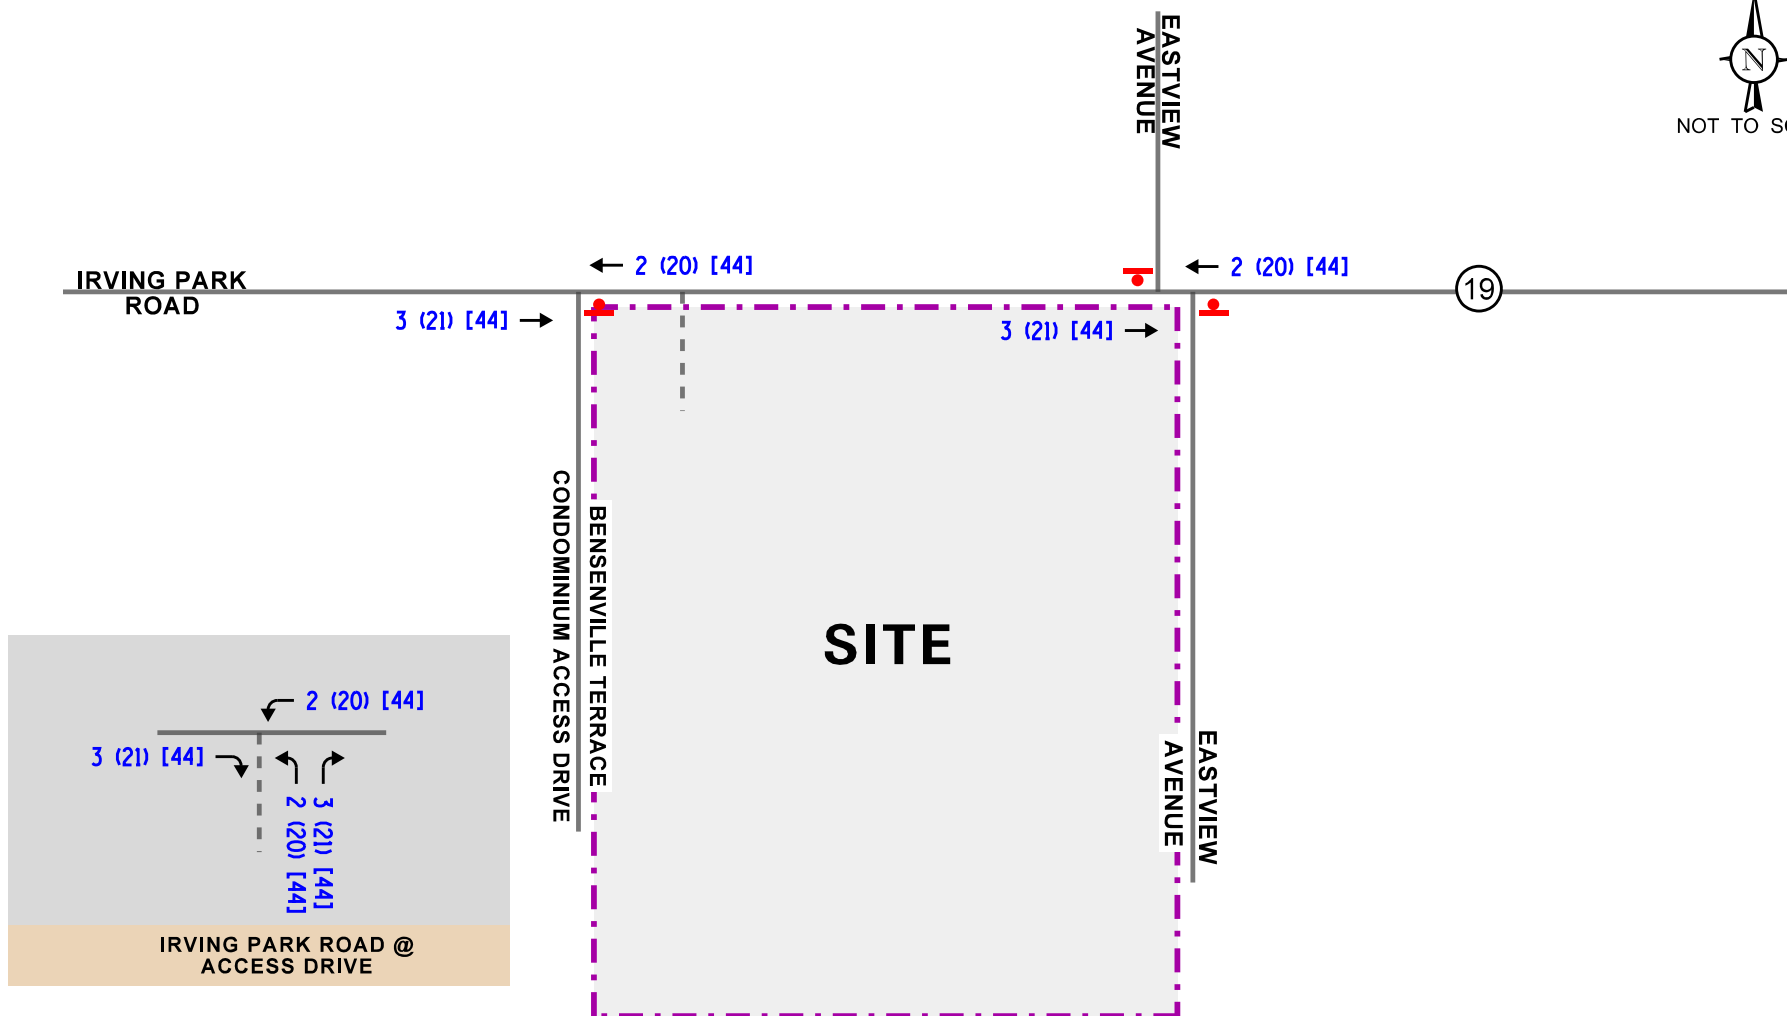 EASTVIEW
AVENUE
N
NOT TO SC
2 (20) [44]
2 (20) [44]
IRVING PARK
ROAD
19
3 (21) [44]
3 (21) [44]
CONDOMINIUM ACCESS DRIVE
BENSENVILLE TERRACE
SITE
EASTVIEW
AVENUE
2 (20) [44]
3 (21) [44]
2 (20) [44]
3 (21) [44]
IRVING PARK ROAD @
ACCESS DRIVE